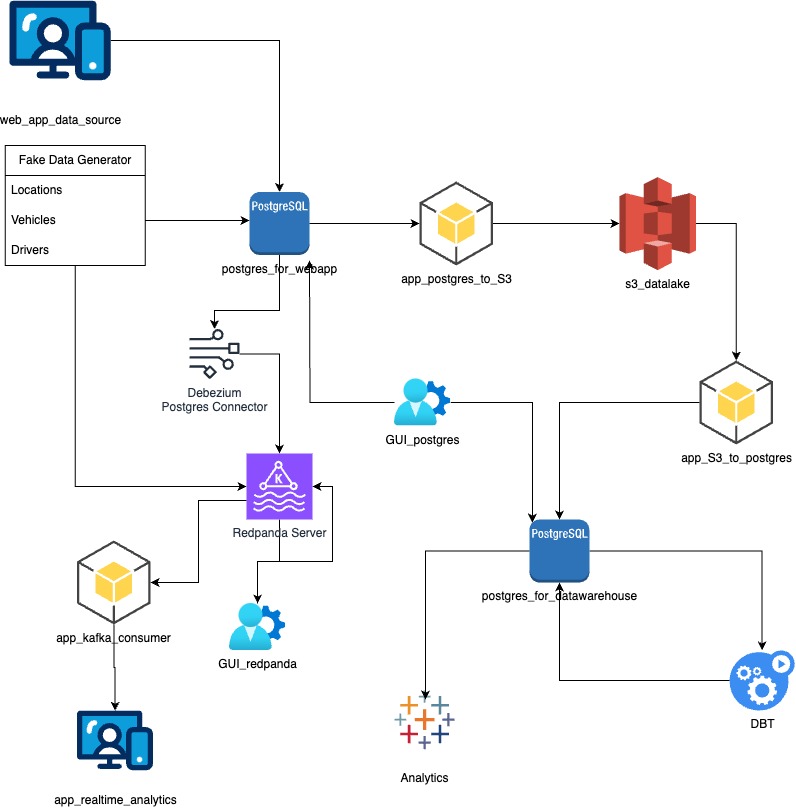 web_app_data_source
Fake Data Generator
Locations
Vehicles
Drivers
PostgreSQL
postgres_for_webapp
app_postgres_to_S3
s3_datalake
Debezium
Postgres Connector
GUI_postgres
app_S3_to_postgres
K
Redpanda Server
PostgreSQL
postgres_for_datawarehouse
app_kafka_consumer
GUI_redpanda
DBT
Analytics
app_realtime_analytics